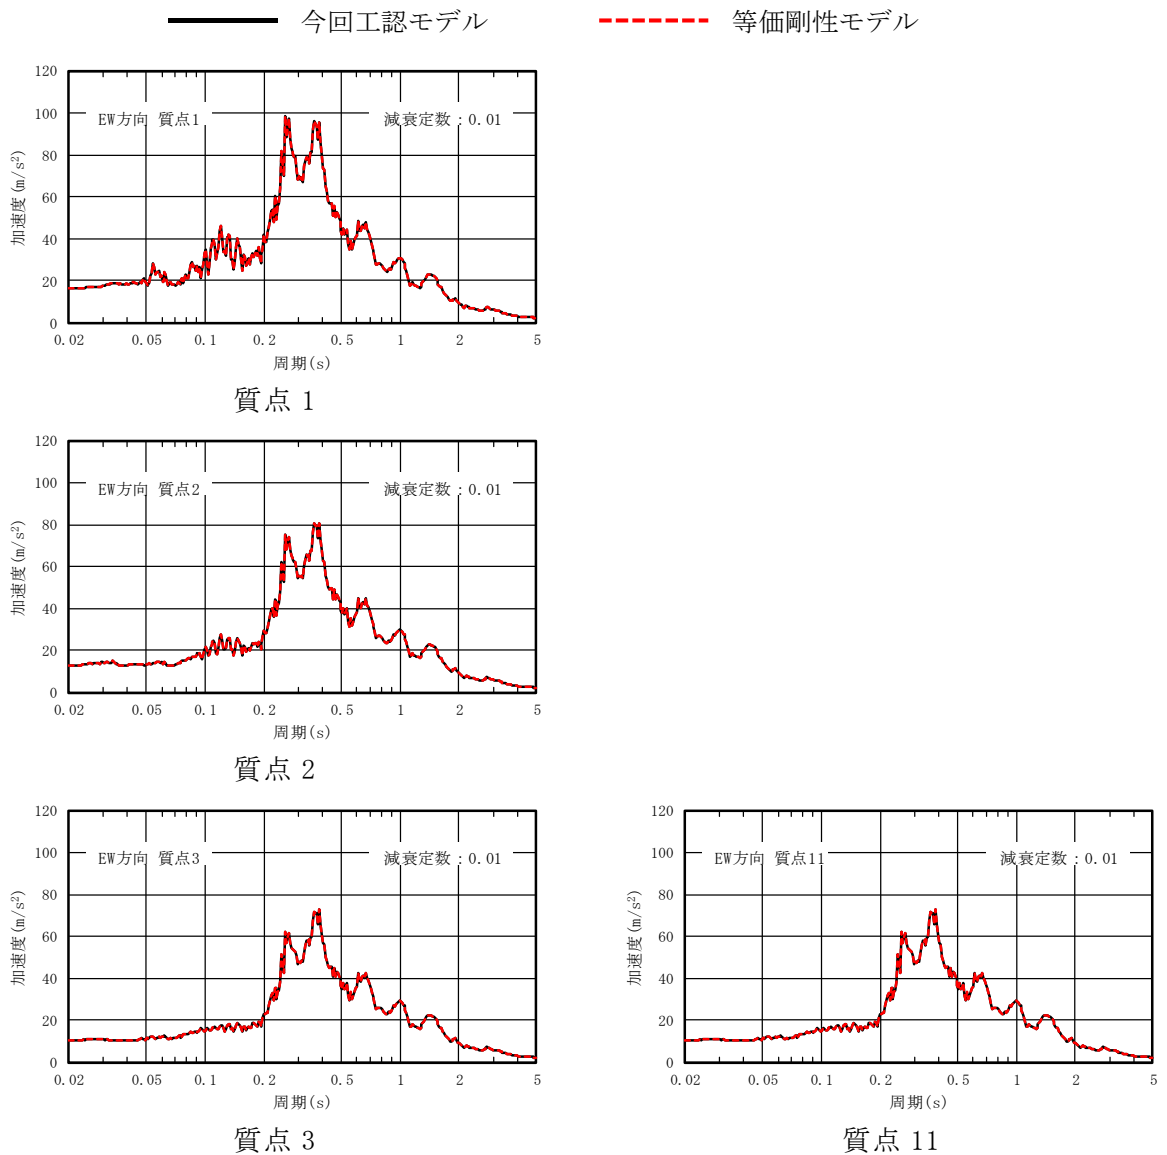 今回工認モデル 等価剛性モデル
120
100
80
60
40
20
0
加速度(m/s²)
EW方向 質点1 減衰定数：0.01
0.02 0.05 0.1 0.2 0.5 1 2 5
周期(s)
質点 1
120
100
80
60
40
20
0
加速度(m/s²)
EW方向 質点2 減衰定数：0.01
0.02 0.05 0.1 0.2 0.5 1 2 5
周期(s)
質点 2
120
100
80
60
40
20
0
加速度(m/s²)
EW方向 質点3 減衰定数：0.01
0.02 0.05 0.1 0.2 0.5 1 2 5
周期(s)
質点 3
120
100
80
60
40
20
0
加速度(m/s²)
EW方向 質点11 減衰定数：0.01
0.02 0.05 0.1 0.2 0.5 1 2 5
周期(s)
質点 11